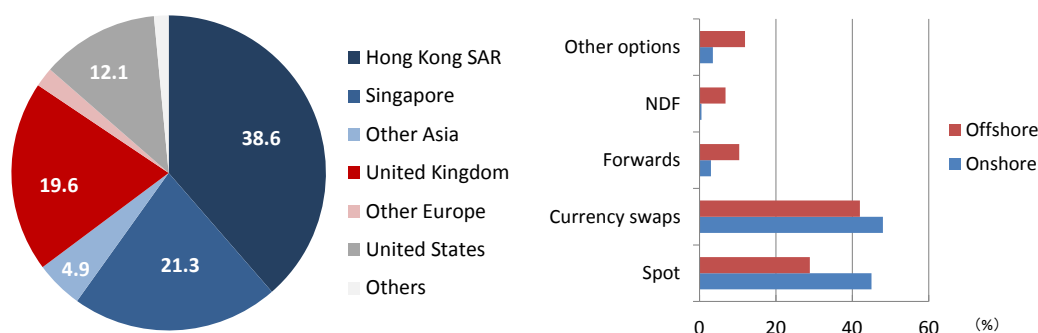 38.6
21.3
4.9
19.6
12.1
Hong Kong SAR
Singapore
Other Asia
United Kingdom
Other Europe
United States
Others
Other options
NDF
Forwards
Currency swaps
Spot
0 20 40 60 (%)
Offshore
Onshore